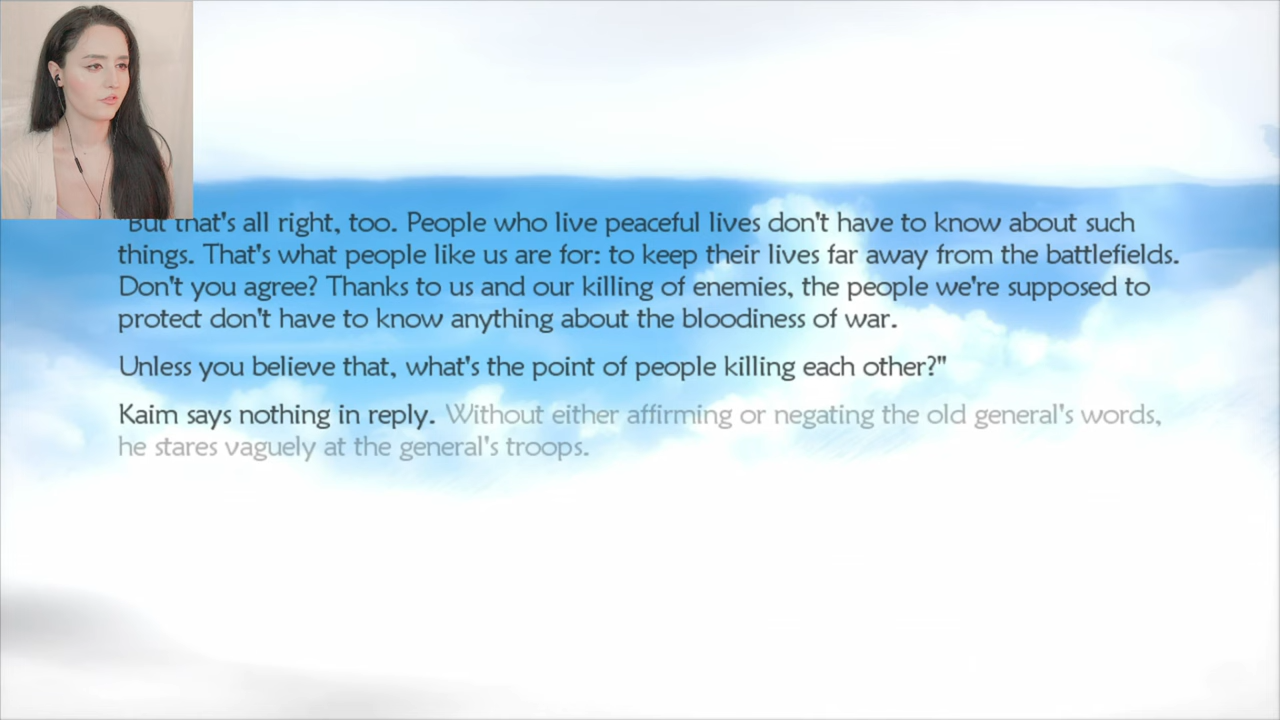 "But that's all right, too. People who live peaceful lives don't have to know about such
things. That's what people like us are for: to keep their lives far away from the battlefields.
Don't you agree? Thanks to us and our killing of enemies, the people we're supposed to
protect don't have to know anything about the bloodiness of war.
Unless you believe that, what's the point of people killing each other?"
Kaim says nothing in reply. Without either affirming or negating the old general's words,
he stares vaguely at the general's troops.